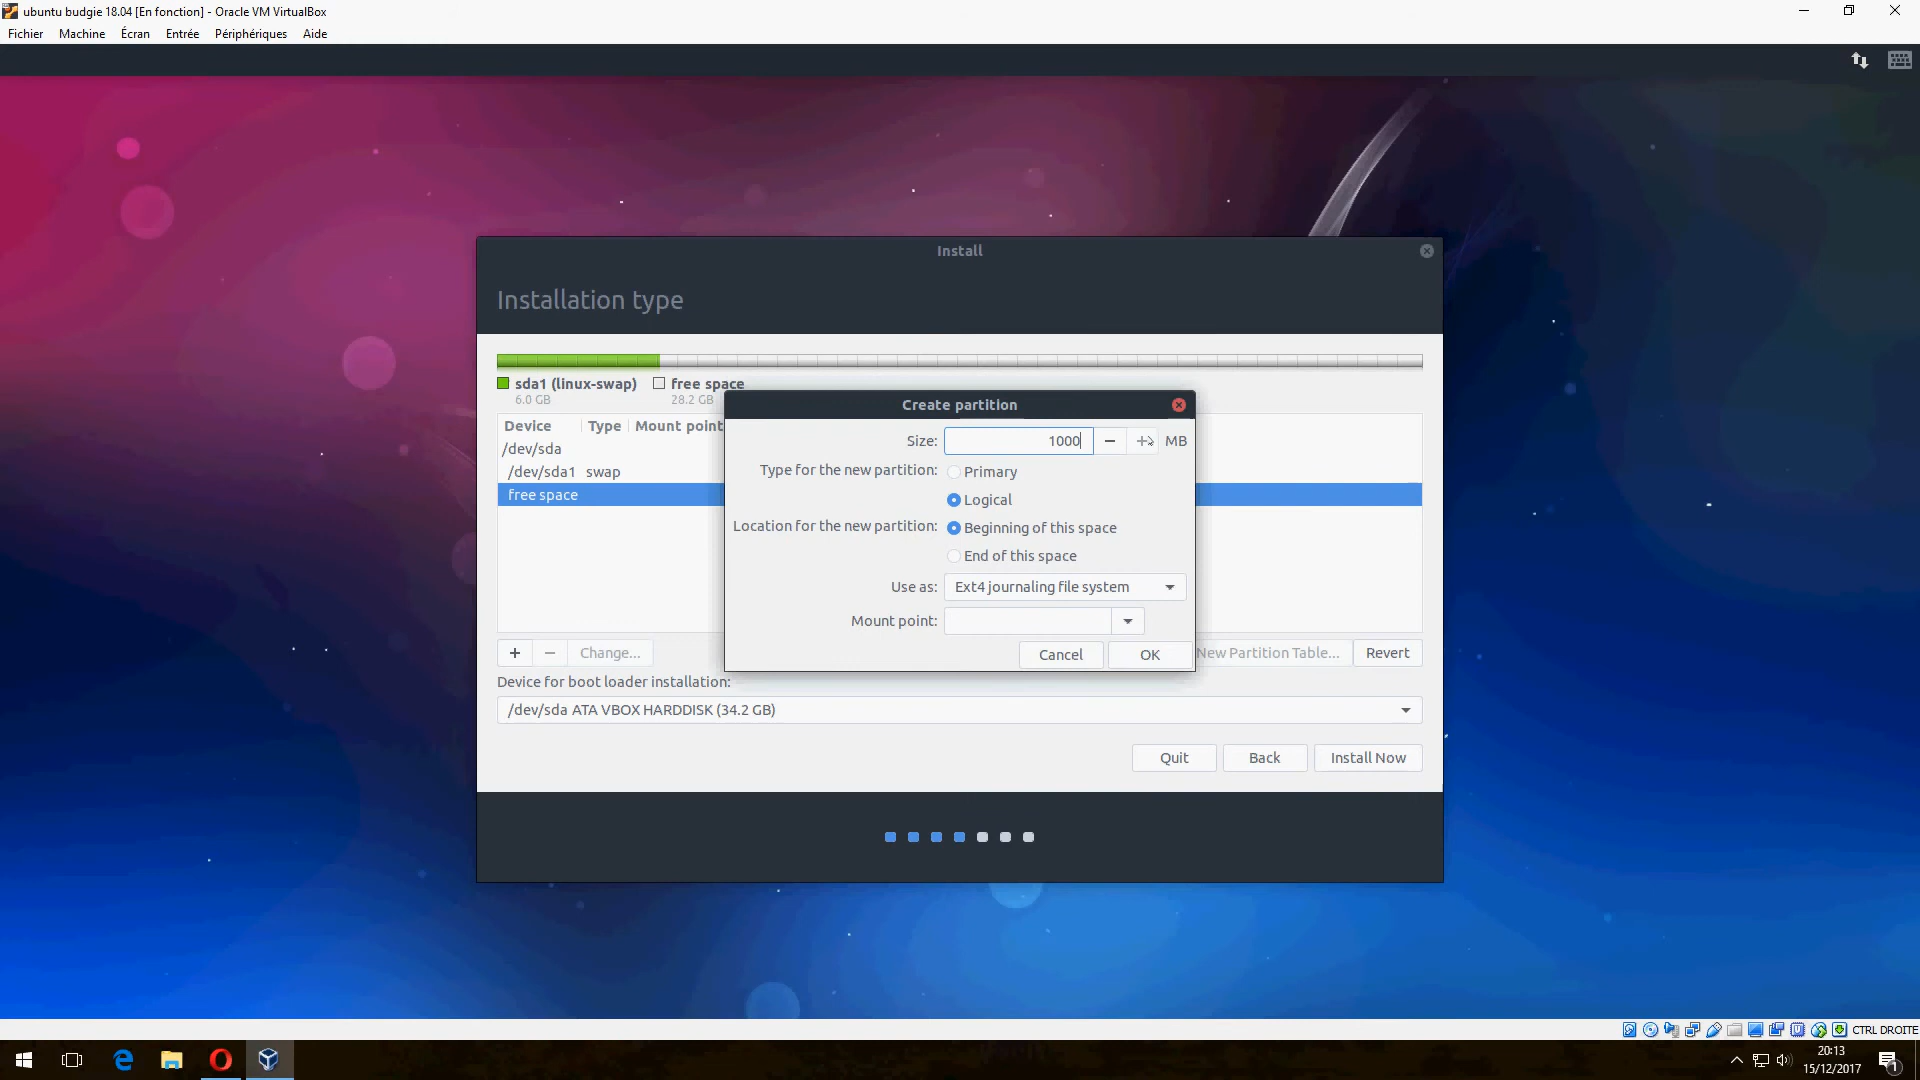 ubuntu budgie 18.04 [En fonction] - Oracle VM VirtualBox
Fichier Machine Écran Entrée Périphériques Aide
Install
Installation type
sda1 (linux-swap) free space
6.0 GB 28.2 GB
Create partition
Device Type Mount point
Size: 1000 MB
/dev/sda
/dev/sda1 swap
Type for the new partition: Primary
free space
Logical
Location for the new partition: Beginning of this space
End of this space
Use as: Ext4 journaling file system
Mount point:
Cancel OK
+ − Change... New Partition Table... Revert
Device for boot loader installation:
/dev/sda ATA VBOX HARDDISK (34.2 GB)
Quit Back Install Now
CTRL DROITE
20:13
15/12/2017
1